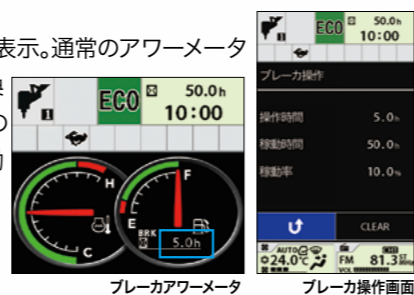 表示。通常のアワーメータ
1
ECO
50.0h
10:00
H
C
F
E
BRK
5.0h
ブレーカアワーメータ
1
ECO
50.0h
10:00
ブレーカ操作
操作時間 5.0h
稼動時間 50.0h
稼動率 10.0%
CLEAR
AUTO
24.0℃
FM 81.3
VOL
ブレーカ操作画面